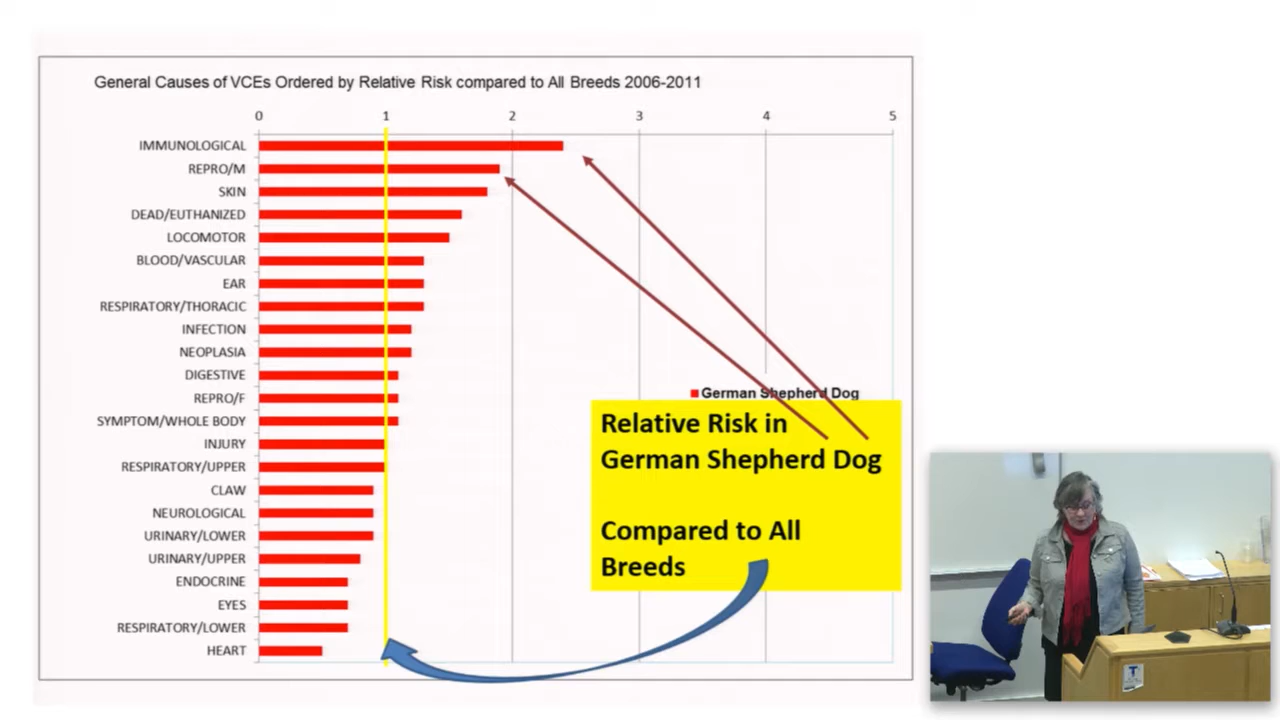 General Causes of VCEs Ordered by Relative Risk compared to All Breeds 2006-2011
0 1 2 3 4 5
IMMUNOLOGICAL
REPRO/M
SKIN
DEAD/EUTHANIZED
LOCOMOTOR
BLOOD/VASCULAR
EAR
RESPIRATORY/THORACIC
INFECTION
NEOPLASIA
DIGESTIVE
REPRO/F
SYMPTOM/WHOLE BODY
INJURY
RESPIRATORY/UPPER
CLAW
NEUROLOGICAL
URINARY/LOWER
URINARY/UPPER
ENDOCRINE
EYES
RESPIRATORY/LOWER
HEART
German Shepherd Dog
Relative Risk in
German Shepherd Dog
Compared to All
Breeds
T